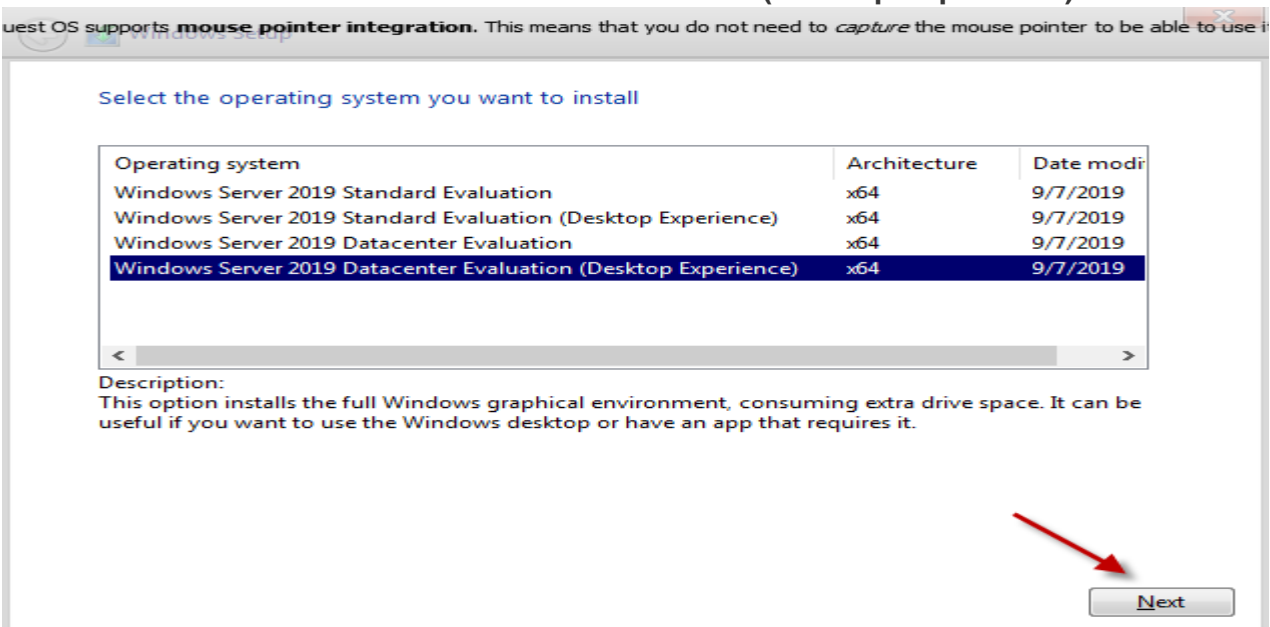 uest OS supports mouse pointer integration. This means that you do not need to capture the mouse pointer to be able to use i
Windows Setup
Select the operating system you want to install
Operating system Architecture Date modi
Windows Server 2019 Standard Evaluation x64 9/7/2019
Windows Server 2019 Standard Evaluation (Desktop Experience) x64 9/7/2019
Windows Server 2019 Datacenter Evaluation x64 9/7/2019
Windows Server 2019 Datacenter Evaluation (Desktop Experience) x64 9/7/2019
Description:
This option installs the full Windows graphical environment, consuming extra drive space. It can be
useful if you want to use the Windows desktop or have an app that requires it.
Next